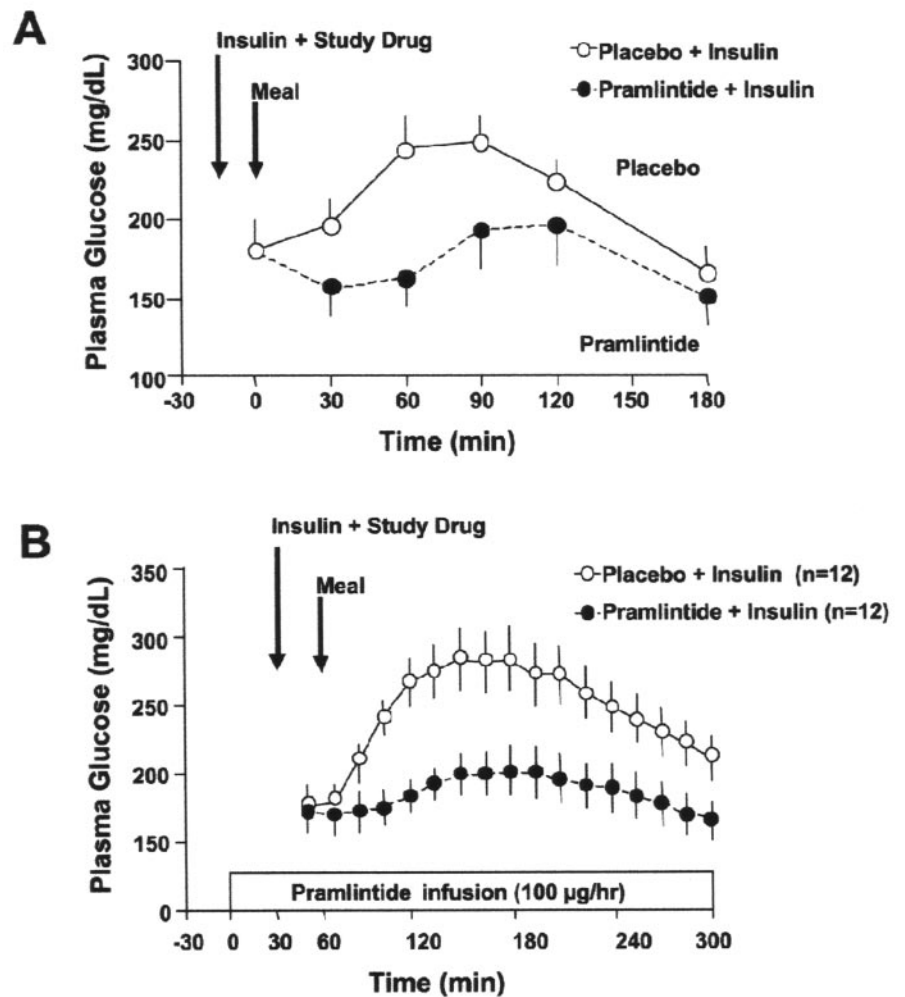 A
Insulin + Study Drug
Meal
Placebo + Insulin
Pramlintide + Insulin
Placebo
Pramlintide
Plasma Glucose (mg/dL)
300
250
200
150
100
-30 0 30 60 90 120 150 180
Time (min)
B
Insulin + Study Drug
Meal
Placebo + Insulin (n=12)
Pramlintide + Insulin (n=12)
Plasma Glucose (mg/dL)
350
300
250
200
150
0
Pramlintide infusion (100 µg/hr)
-30 0 30 60 120 180 240 300
Time (min)